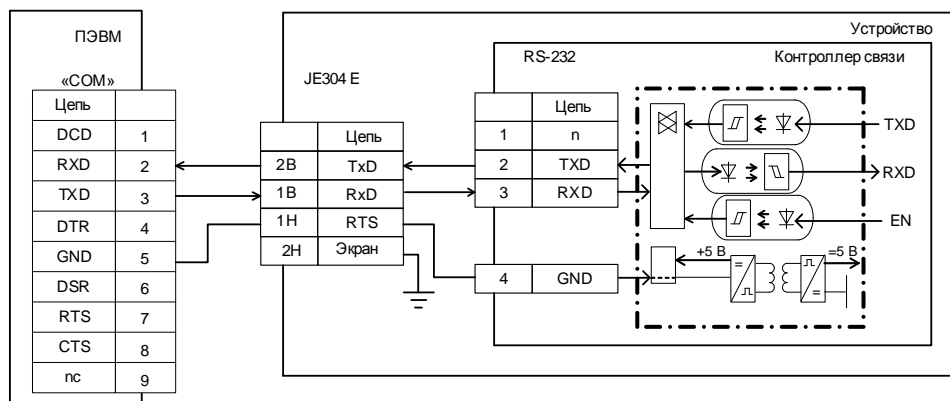 Устройство
ПЭВМ
RS-232
Контроллер связи
«COM»
JE304 E
Цепь
DCD 1
RXD 2
TXD 3
DTR 4
GND 5
DSR 6
RTS 7
CTS 8
nc 9
Цепь
2В TxD
1В RxD
1Н RTS
2Н Экран
Цепь
1 n
2 TXD
3 RXD
4 GND
TXD
RXD
EN
+5 В
=5 В